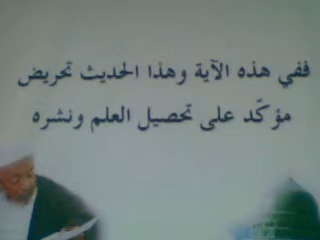 ففي هذه الآية وهذا الحديث تحريض
مؤكّد على تحصيل العلم ونشره